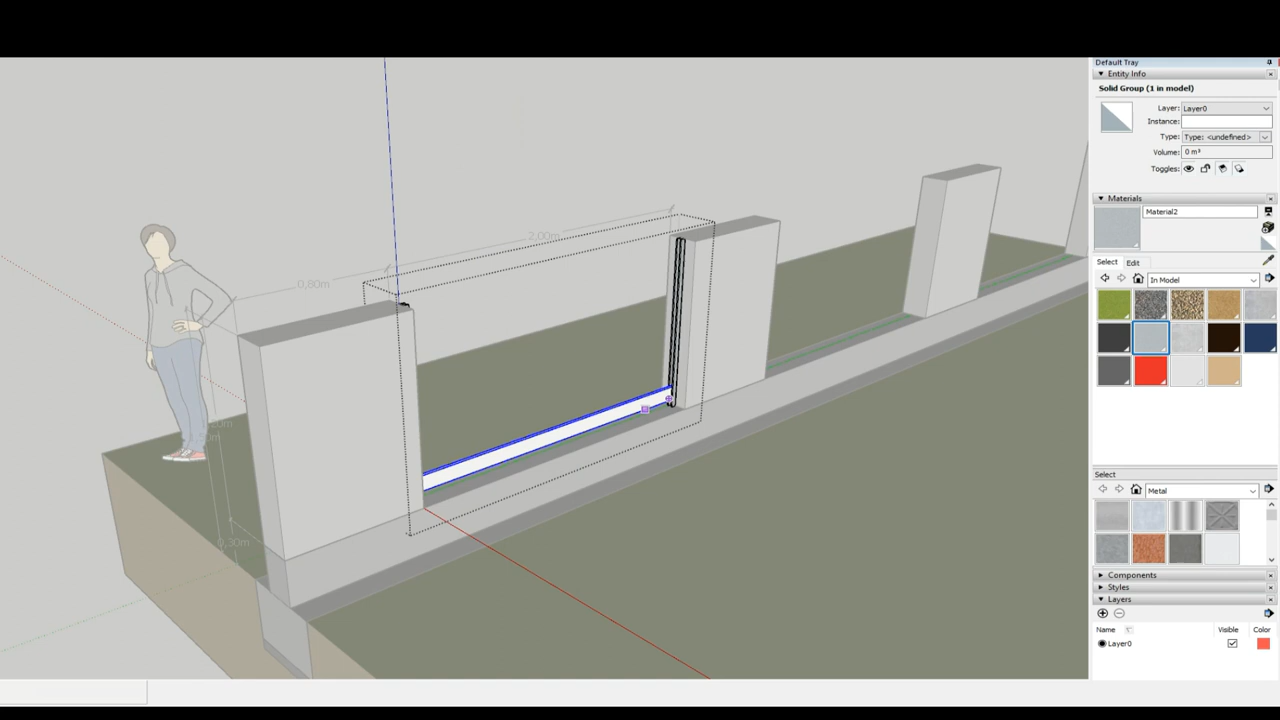 Default Tray
Entity Info
Solid Group (1 in model)
Layer: Layer0
Instance:
Type: Type: <undefined>
Volume: 0 m³
Toggles:
Materials
Material2
Select Edit
In Model
Select
Metal
Components
Styles
Layers
Name Visible Color
Layer0
2,00m
0,80m
0,30m